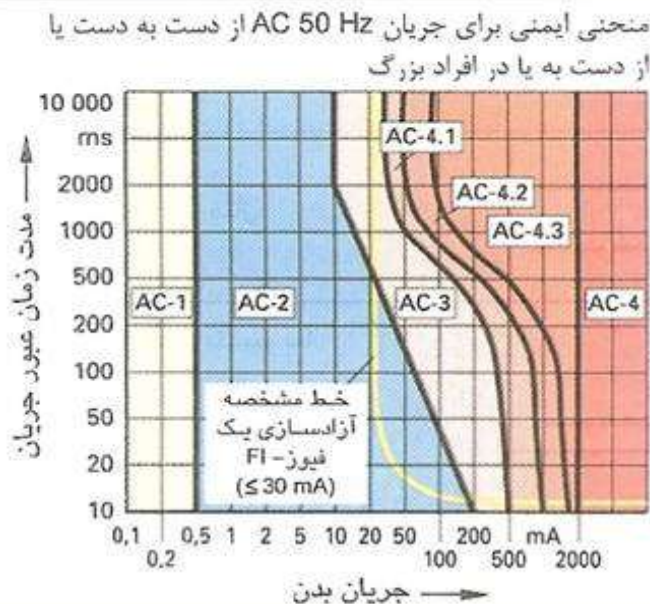 منحنی ایمنی برای جریان AC 50 Hz از دست به دست یا
از دست به پا در افراد بزرگ
10 000
ms
2000
1000
500
200
100
50
20
10
مدت زمان عبور جریان
AC-1
AC-2
AC-3
AC-4.1
AC-4.2
AC-4.3
AC-4
خط مشخصه
آزادسازی یک
فیوز-FI
(≤30 mA)
0,1 0,5 1 2 5 10 20 50 200 mA
0,2 100 500 2000
جریان بدن